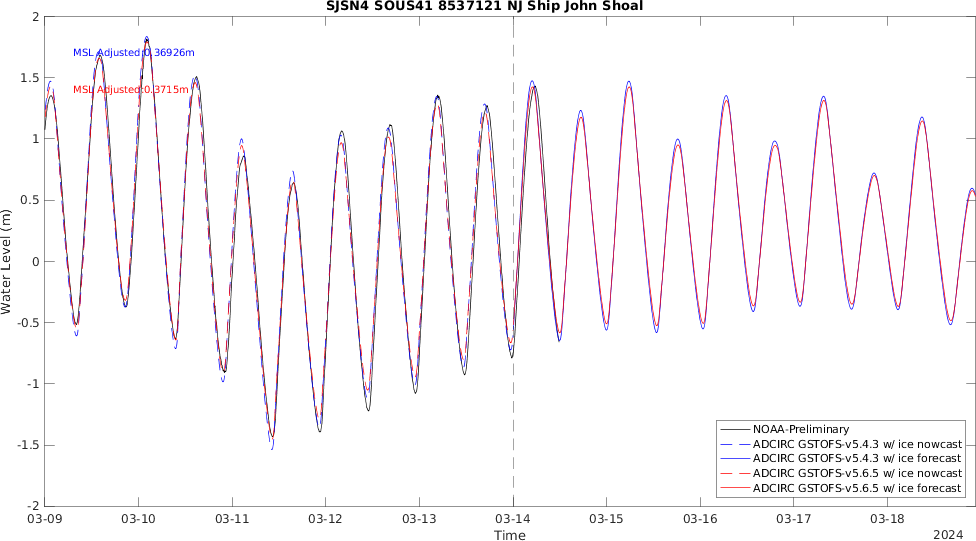 SJSN4 SOUS41 8537121 NJ Ship John Shoal
2
1.5
1
0.5
0
-0.5
-1
-1.5
-2
Water Level (m)
MSL Adjusted:0.36926m
MSL Adjusted:0.3715m
NOAA-Preliminary
ADCIRC GSTOFS-v5.4.3 w/ ice nowcast
ADCIRC GSTOFS-v5.4.3 w/ ice forecast
ADCIRC GSTOFS-v5.6.5 w/ ice nowcast
ADCIRC GSTOFS-v5.6.5 w/ ice forecast
03-09 03-10 03-11 03-12 03-13 03-14 03-15 03-16 03-17 03-18
Time
2024